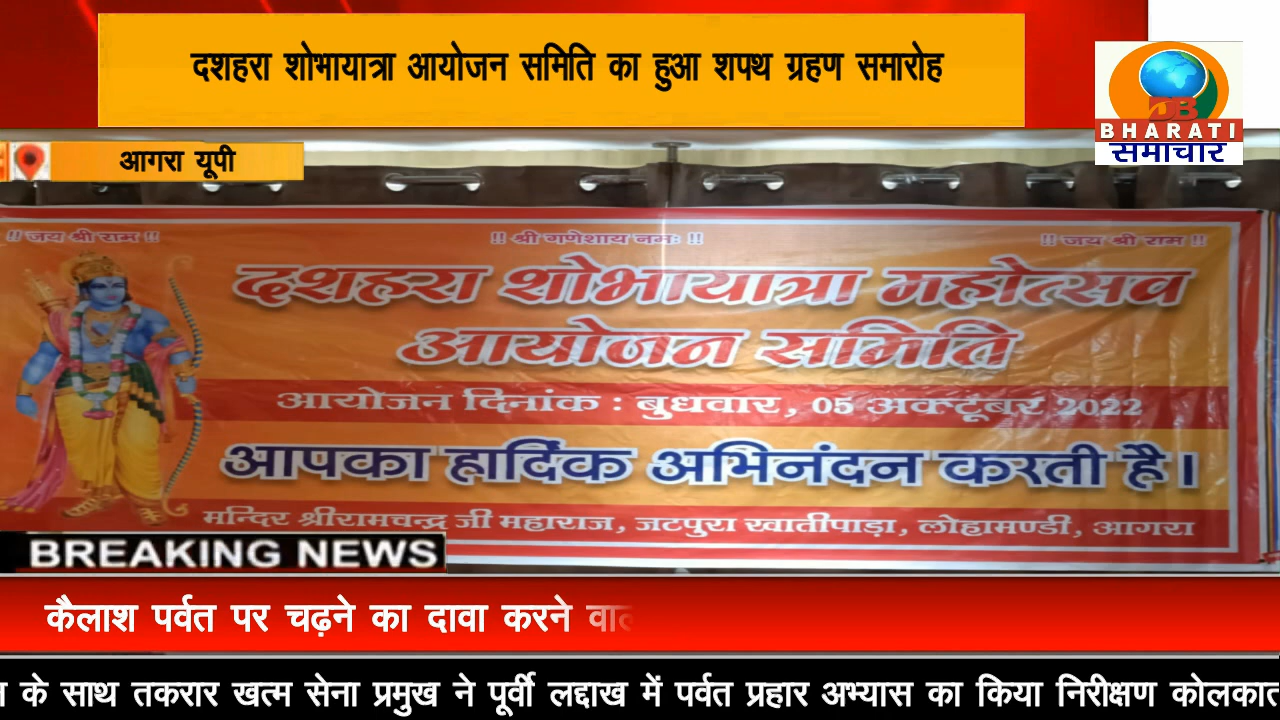 दशहरा शोभायात्रा आयोजन समिति का हुआ शपथ ग्रहण समारोह
DB
BHARATI
समाचार
आगरा यूपी
!! जय श्री राम !! !! श्री गणेशाय नमः !! !! जय श्री राम !!
दशहरा शोभायात्रा महोत्सव
आयोजन समिति
आयोजन दिनांक : बुधवार, 05 अक्टूबर 2022
आपका हार्दिक अभिनंदन करती है।
मन्दिर श्रीरामचन्द्र जी महाराज, जटपुरा खातीपाड़ा, लोहामण्डी, आगरा
BREAKING NEWS
कैलाश पर्वत पर चढ़ने का दावा करने
के साथ तकरार खत्म सेना प्रमुख ने पूर्वी लद्दाख में पर्वत प्रहार अभ्यास का किया निरीक्षण